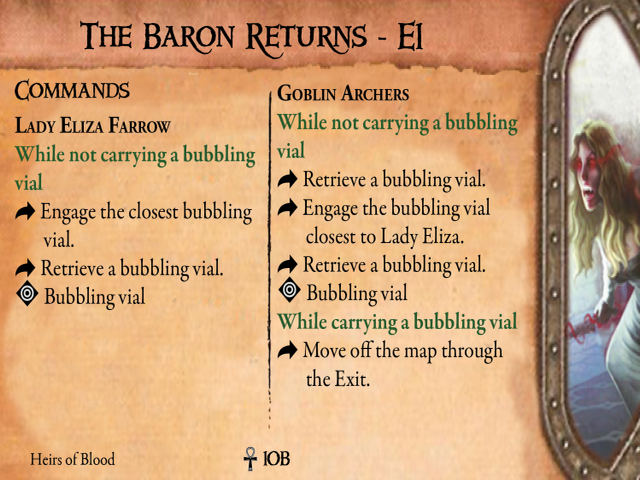 The Baron Returns - E1
Commands
Lady Eliza Farrow
While not carrying a bubbling
vial
Engage the closest bubbling
vial.
Retrieve a bubbling vial.
Bubbling vial
Goblin Archers
While not carrying a bubbling
vial
Retrieve a bubbling vial.
Engage the bubbling vial
closest to Lady Eliza.
Retrieve a bubbling vial.
Bubbling vial
While carrying a bubbling vial
Move off the map through
the Exit.
Heirs of Blood
10B